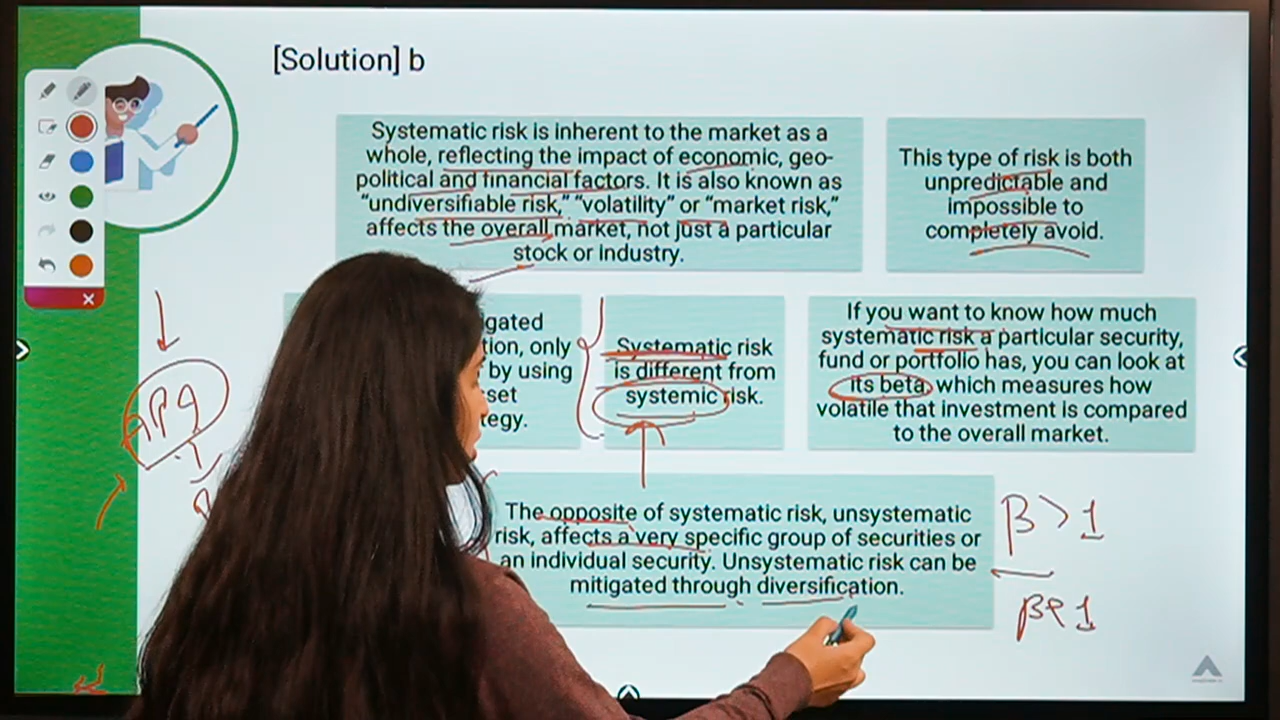 [Solution] b
Systematic risk is inherent to the market as a
whole, reflecting the impact of economic, geo-
political and financial factors. It is also known as
“undiversifiable risk,” “volatility” or “market risk,”
affects the overall market, not just a particular
stock or industry.
This type of risk is both
unpredictable and
impossible to
completely avoid.
gated
tion, only
by using
set
tegy.
Systematic risk
is different from
systemic risk.
If you want to know how much
systematic risk a particular security,
fund or portfolio has, you can look at
its beta, which measures how
volatile that investment is compared
to the overall market.
The opposite of systematic risk, unsystematic
risk, affects a very specific group of securities or
an individual security. Unsystematic risk can be
mitigated through diversification.
β > 1